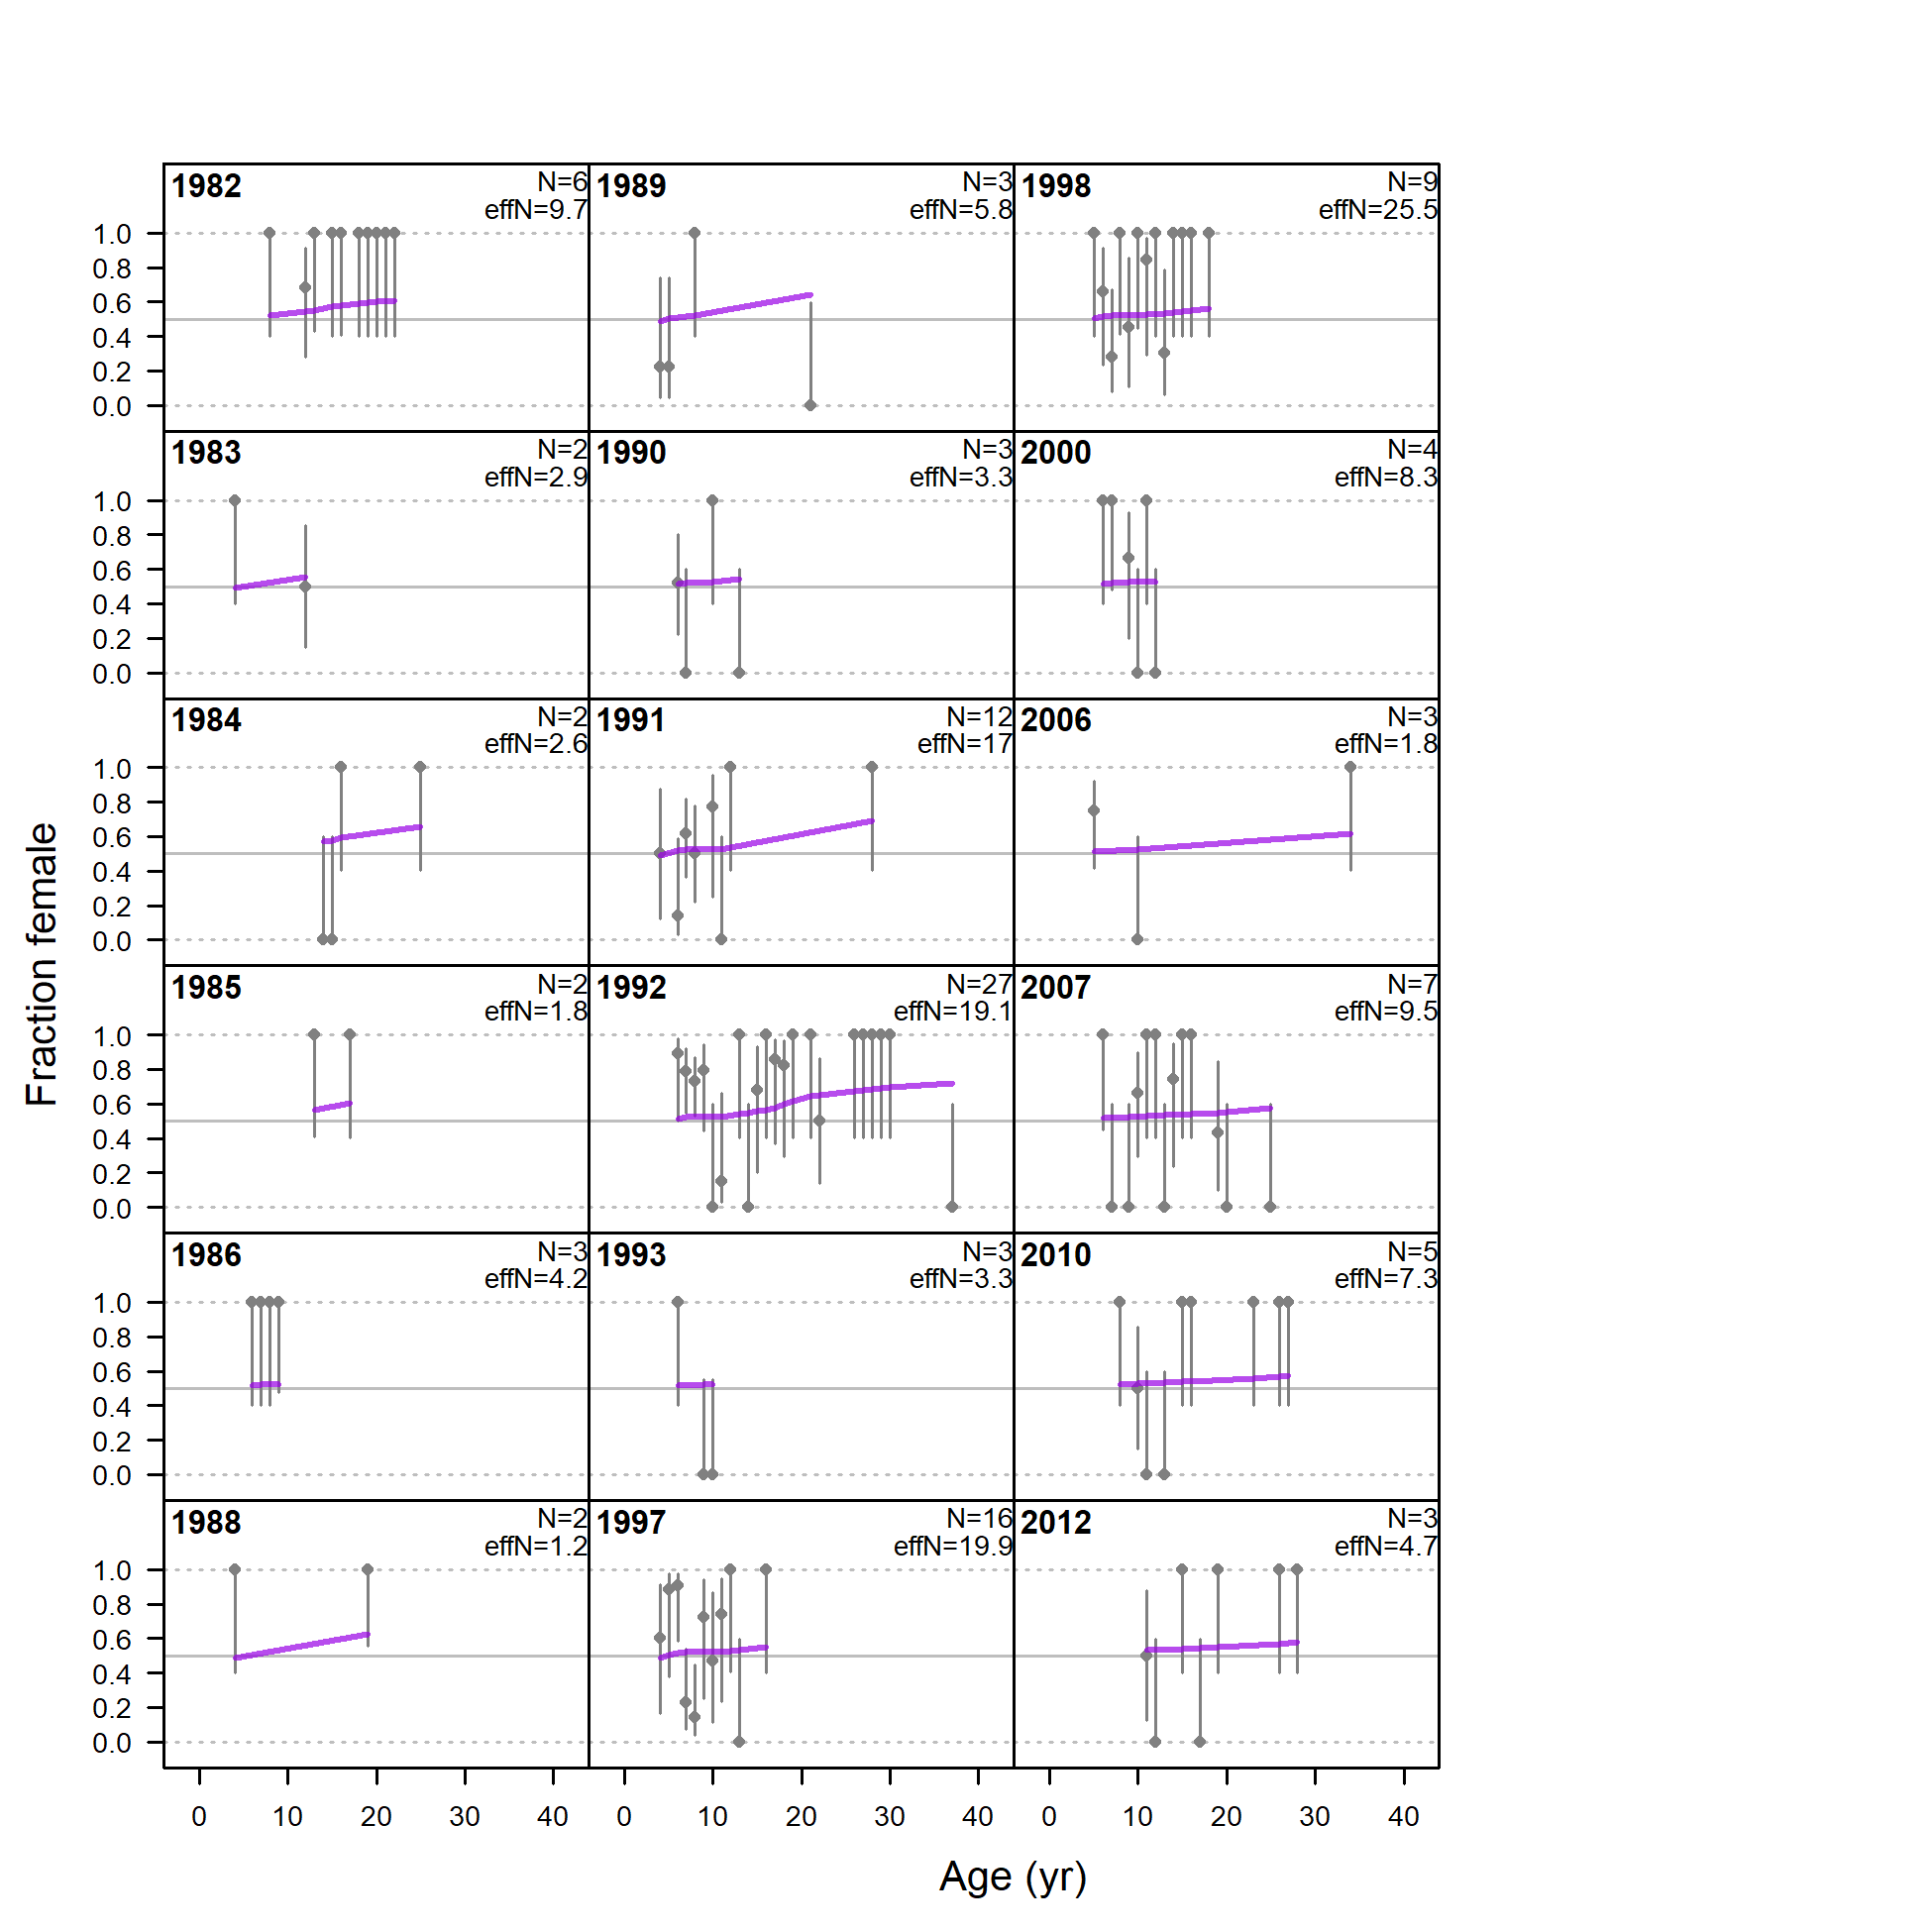 1982
N=6
effN=9.7
1989
N=3
effN=5.8
1998
N=9
effN=25.5
1.0
0.8
0.6
0.4
0.2
0.0
1983
N=2
effN=2.9
1990
N=3
effN=3.3
2000
N=4
effN=8.3
1.0
0.8
0.6
0.4
0.2
0.0
1984
N=2
effN=2.6
1991
N=12
effN=17
2006
N=3
effN=1.8
1.0
0.8
0.6
0.4
0.2
0.0
1985
N=2
effN=1.8
1992
N=27
effN=19.1
2007
N=7
effN=9.5
1.0
0.8
0.6
0.4
0.2
0.0
1986
N=3
effN=4.2
1993
N=3
effN=3.3
2010
N=5
effN=7.3
1.0
0.8
0.6
0.4
0.2
0.0
1988
N=2
effN=1.2
1997
N=16
effN=19.9
2012
N=3
effN=4.7
1.0
0.8
0.6
0.4
0.2
0.0
0 10 20 30 40 0 10 20 30 40 0 10 20 30 40
Age (yr)
Fraction female